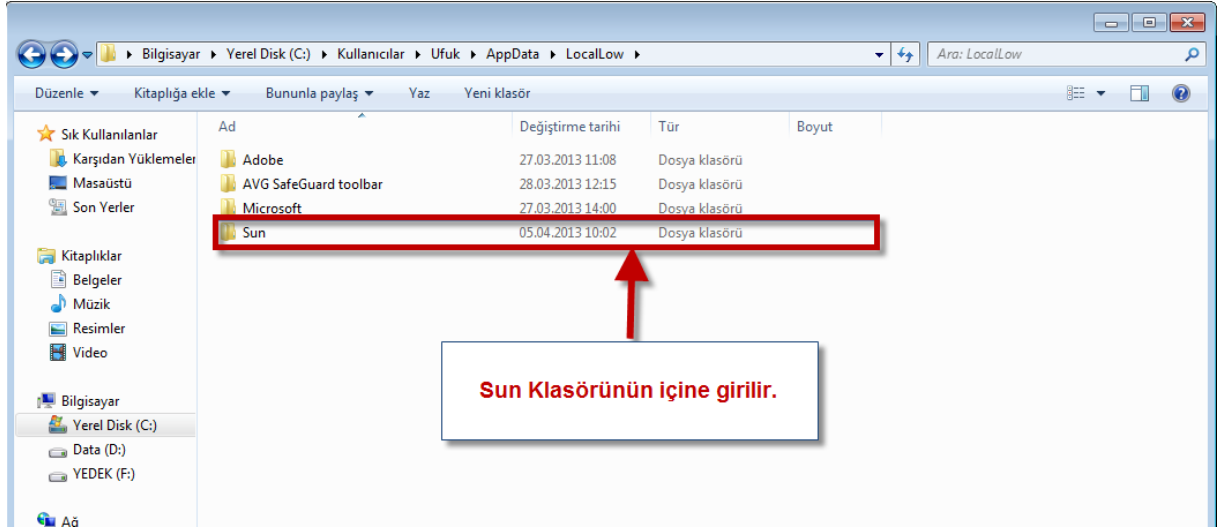 Bilgisayar ▸ Yerel Disk (C:) ▸ Kullanıcılar ▸ Ufuk ▸ AppData ▸ LocalLow ▸
Ara: LocalLow
Düzenle ▾ Kitaplığa ekle ▾ Bununla paylaş ▾ Yaz Yeni klasör
Sık Kullanılanlar
Karşıdan Yüklemeler
Masaüstü
Son Yerler
Kitaplıklar
Belgeler
Müzik
Resimler
Video
Bilgisayar
Yerel Disk (C:)
Data (D:)
YEDEK (F:)
Ağ
Ad Değiştirme tarihi Tür Boyut
Adobe 27.03.2013 11:08 Dosya klasörü
AVG SafeGuard toolbar 28.03.2013 12:15 Dosya klasörü
Microsoft 27.03.2013 14:00 Dosya klasörü
Sun 05.04.2013 10:02 Dosya klasörü
Sun Klasörünün içine girilir.